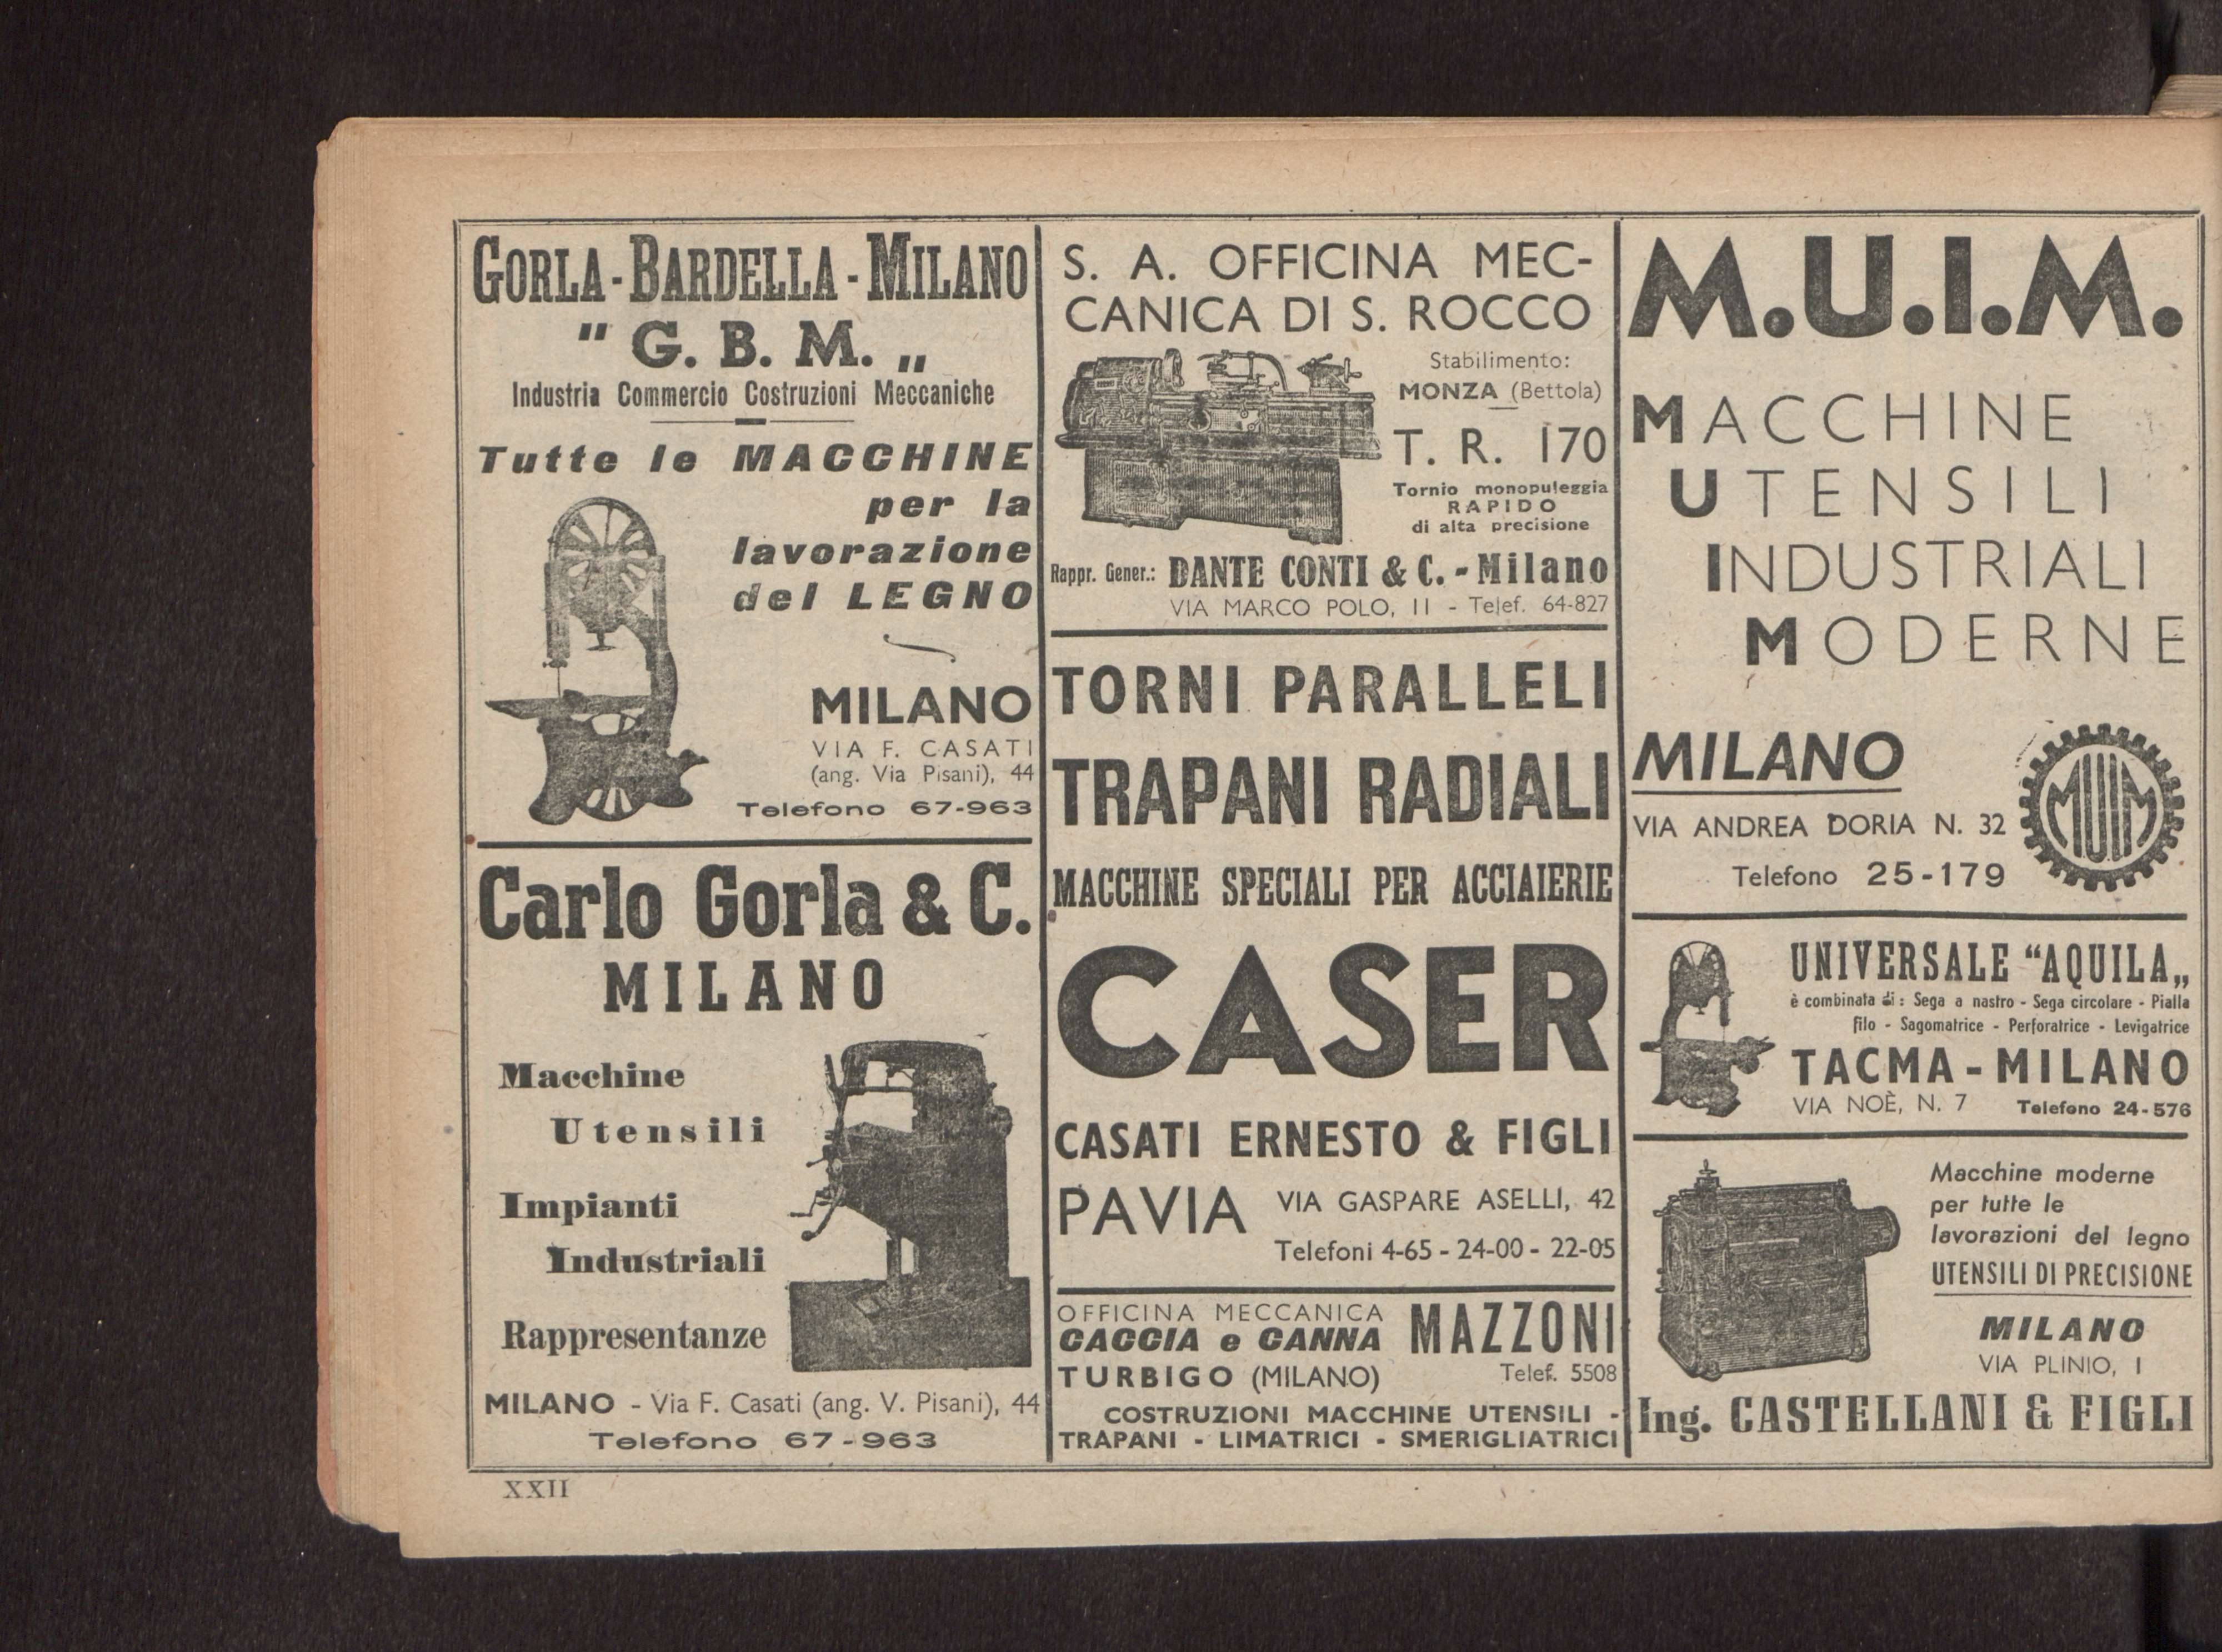 GORLA-BARDELLA-MILANO
" G. B. M. „
Industria Commercio Costruzioni Meccaniche
Tutte le MACCHINE
per la
lavorazione
del LEGNO
MILANO
VIA F. CASATI
(ang. Via Pisani), 44
Telefono 67-963
Carlo Gorla & C.
MILANO
Macchine
Utensili
Impianti
Industriali
Rappresentanze
MILANO - Via F. Casati (ang. V. Pisani), 44
Telefono 67-963
S. A. OFFICINA MEC-
CANICA DI S. ROCCO
Stabilimento:
MONZA (Bettola)
T. R. 170
Tornio monopuleggia
RAPIDO
di alta precisione
Rappr. Gener.: DANTE CONTI & C. - Milano
VIA MARCO POLO, 11 - Telef. 64-827
TORNI PARALLELI
TRAPANI RADIALI
MACCHINE SPECIALI PER ACCIAIERIE
CASER
CASATI ERNESTO & FIGLI
PAVIA VIA GASPARE ASELLI, 42
Telefoni 4-65 - 24-00 - 22-05
OFFICINA MECCANICA
CACCIA e CANNA MAZZONI
TURBIGO (MILANO) Telef. 5508
COSTRUZIONI MACCHINE UTENSILI -
TRAPANI - LIMATRICI - SMERIGLIATRICI
M.U.I.M.
MACCHINE
UTENSILI
INDUSTRIALI
MODERNE
MILANO
VIA ANDREA DORIA N. 32
Telefono 25-179
MUIM
UNIVERSALE “AQUILA„
è combinata di: Sega a nastro - Sega circolare - Pialla
filo - Sagomatrice - Perforatrice - Levigatrice
TACMA - MILANO
VIA NOÈ, N. 7 Telefono 24-576
Macchine moderne
per tutte le
lavorazioni del legno
UTENSILI DI PRECISIONE
MILANO
VIA PLINIO, 1
Ing. CASTELLANI & FIGLI
XXII